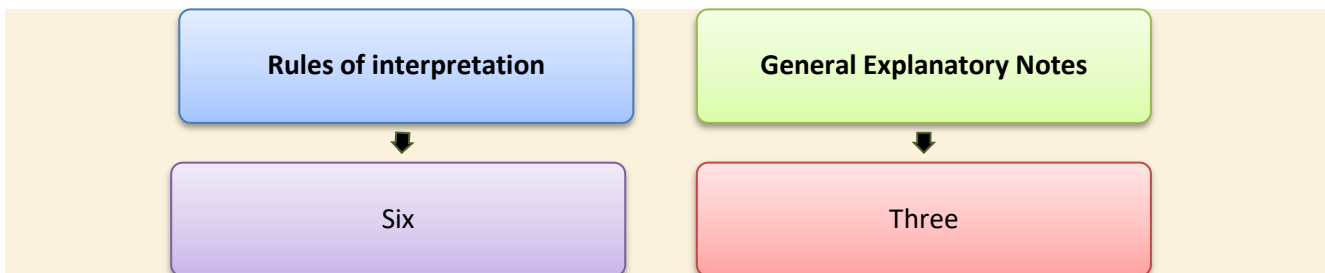 Rules of interpretation
General Explanatory Notes
Six
Three